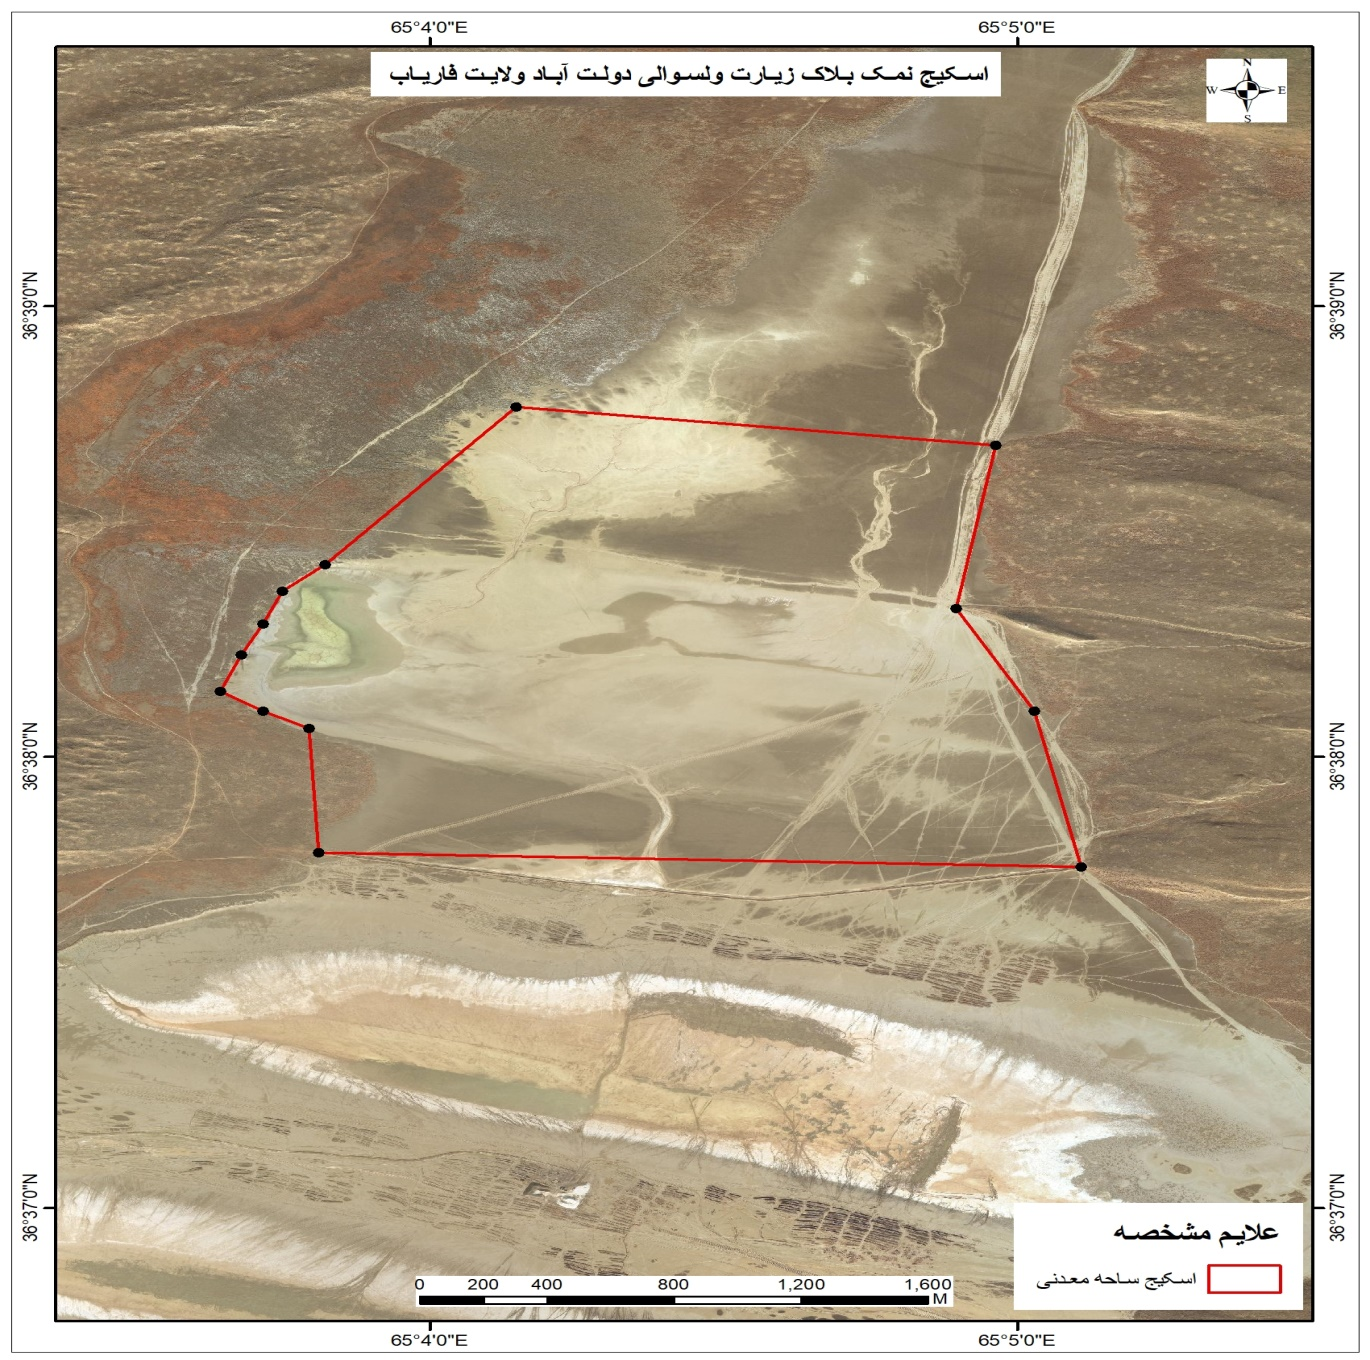 65°4'0"E
65°5'0"E
اسکیج نمک بلاک زیارت ولسوالی دولت آباد ولایت فاریاب
N
W
E
S
36°39'0"N
36°39'0"N
36°38'0"N
36°38'0"N
36°37'0"N
36°37'0"N
علایم مشخصه
اسکیج ساحه معدنی
0 200 400 800 1,200 1,600
M
65°4'0"E
65°5'0"E